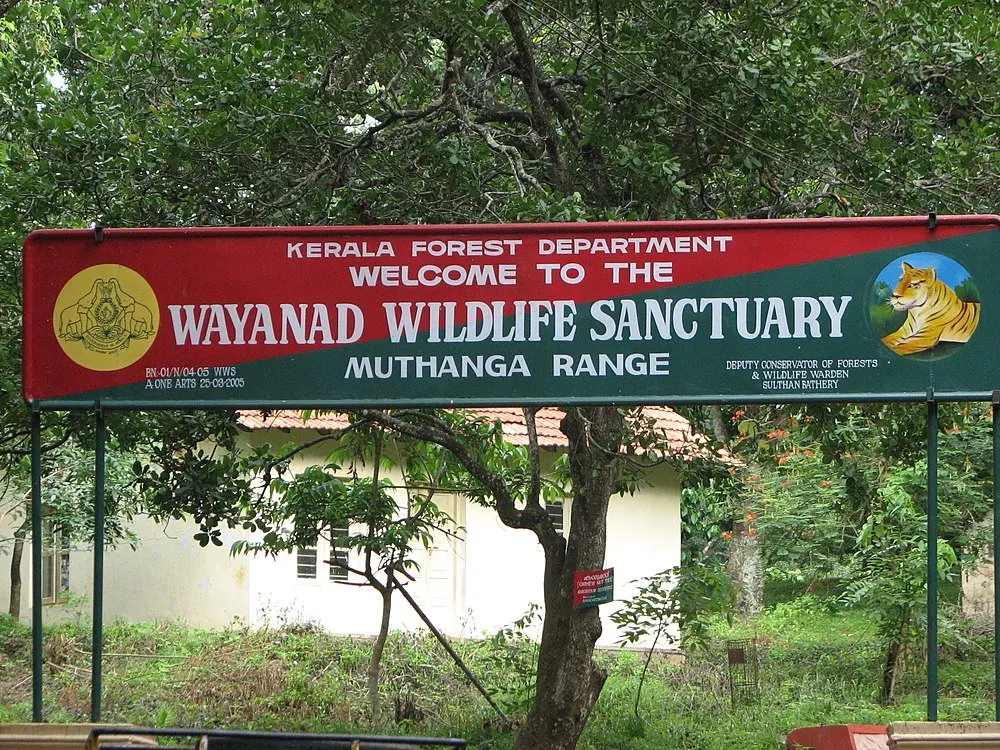 KERALA FOREST DEPARTMENT
WELCOME TO THE
WAYANAD WILDLIFE SANCTUARY
MUTHANGA RANGE
BN:-01/N/04-05 WWS
A ONE ARTS 25-03-2005
DEPUTY CONSERVATOR OF FORESTS
& WILDLIFE WARDEN
SULTHAN BATHERY